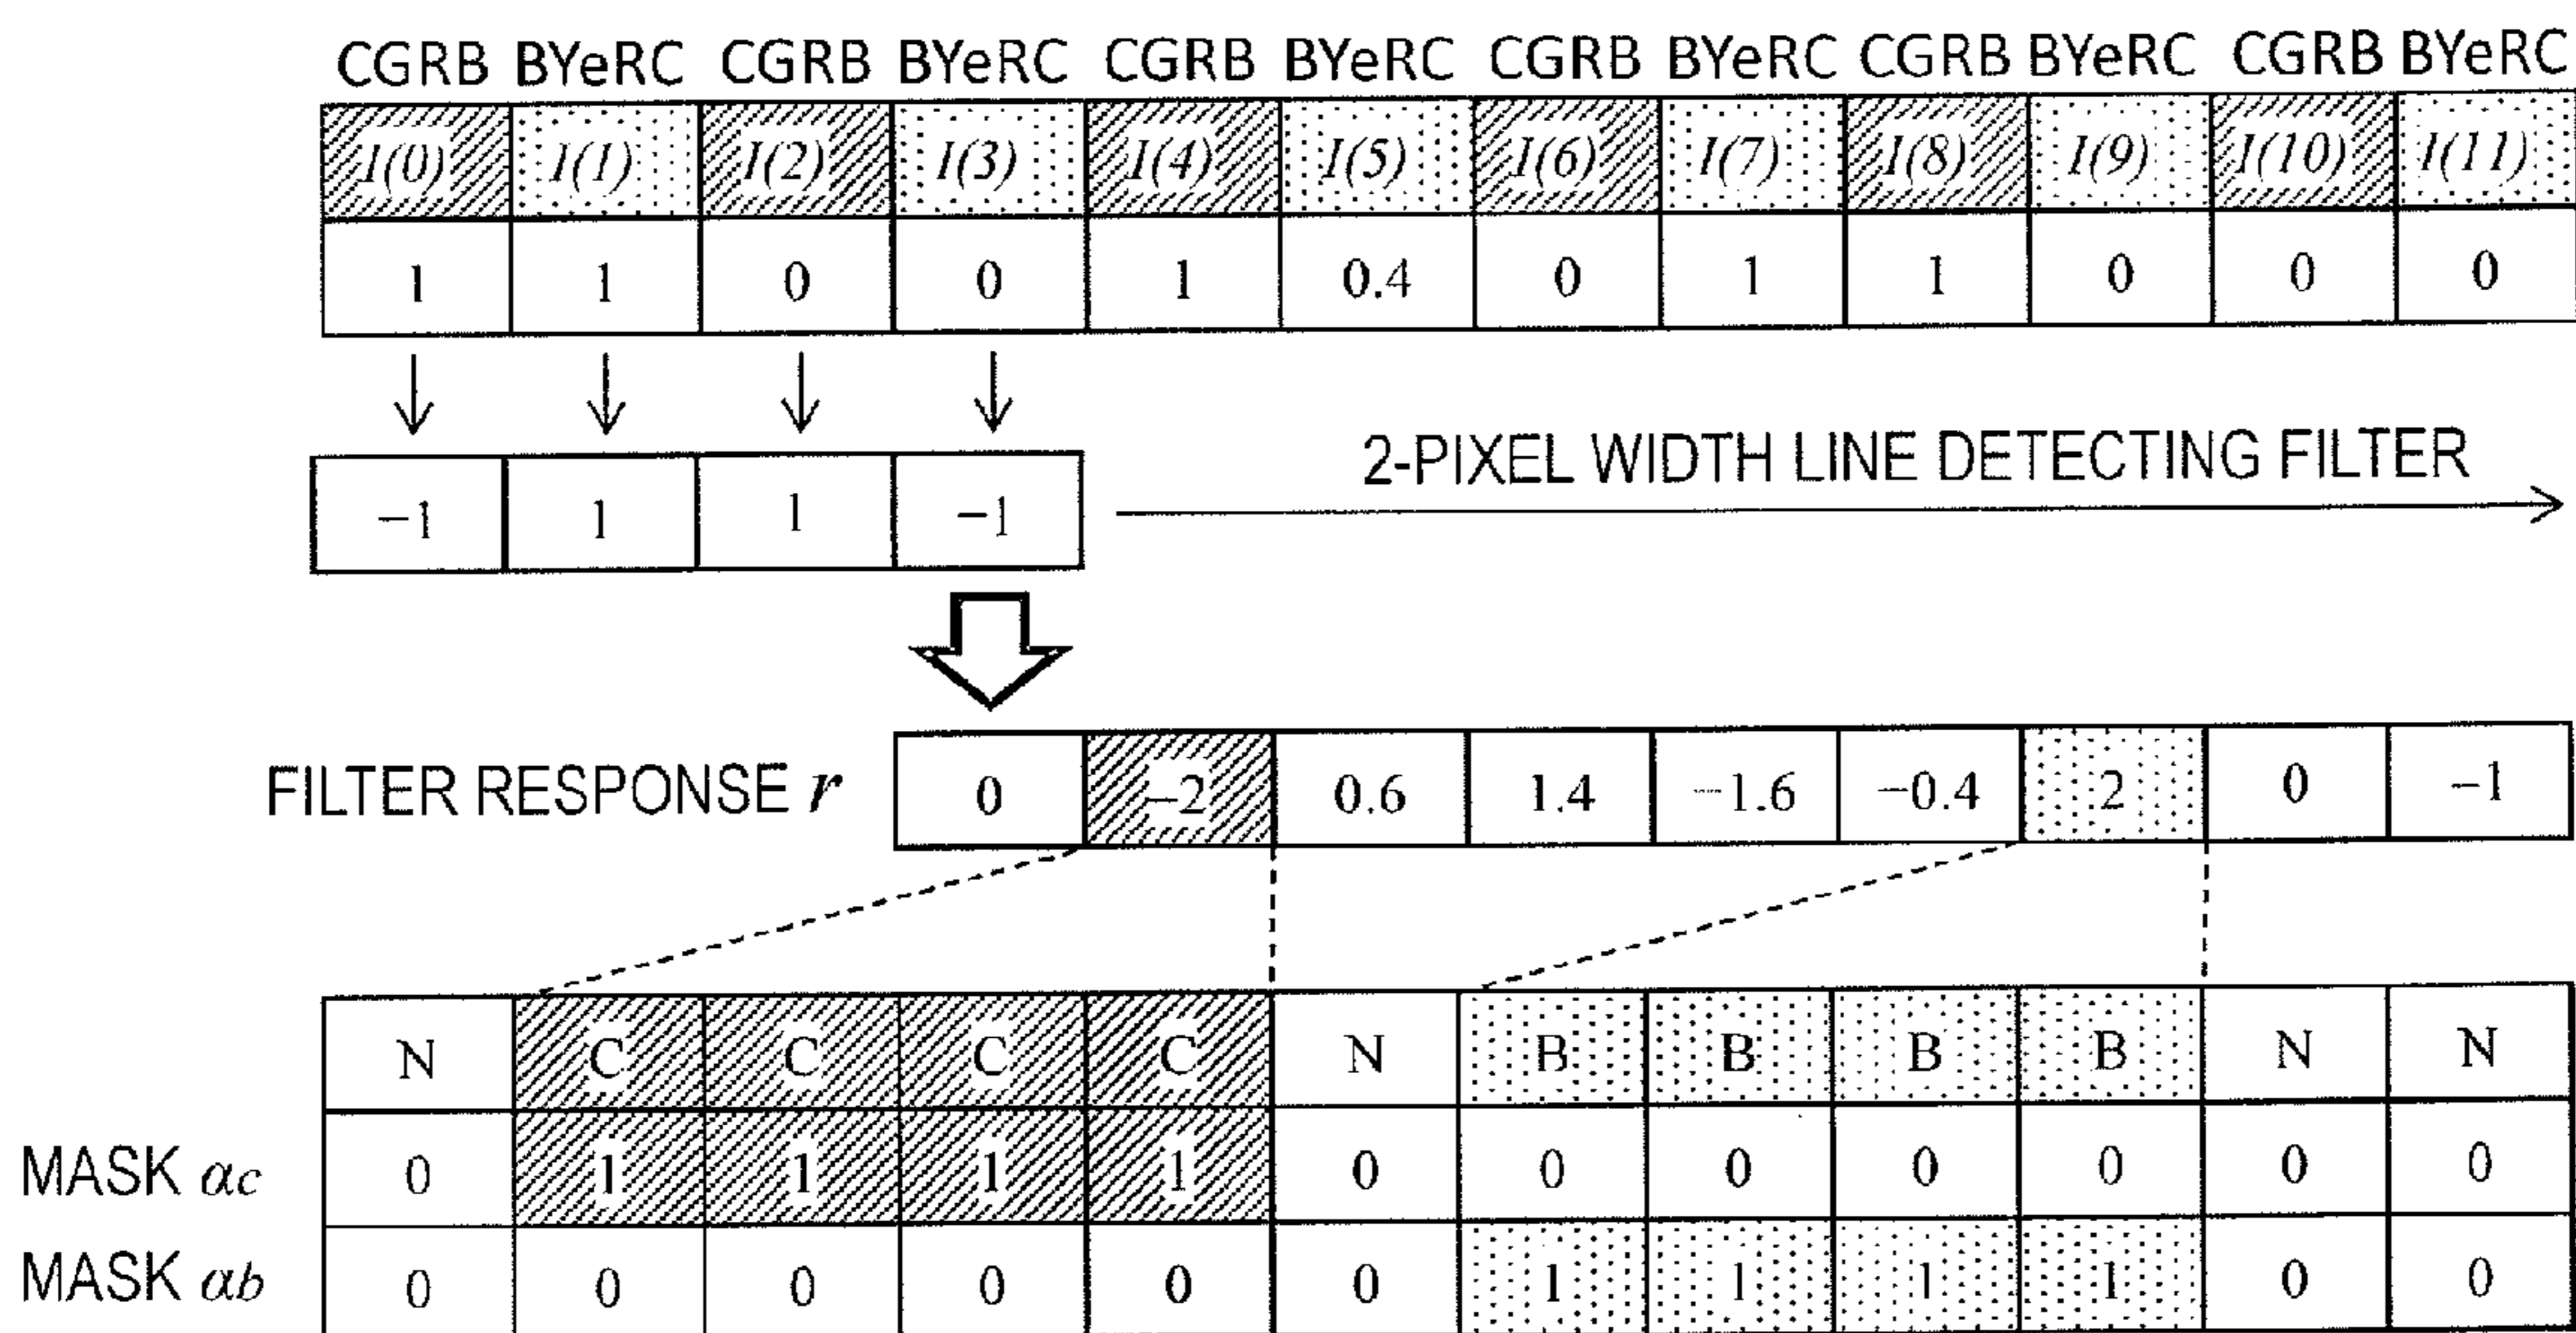 CGRB BYeRC CGRB BYeRC CGRB BYeRC CGRB BYeRC CGRB BYeRC CGRB BYeRC
I(0) I(1) I(2) I(3) I(4) I(5) I(6) I(7) I(8) I(9) I(10) I(11)
1 1 0 0 1 0.4 0 1 1 0 0 0
2-PIXEL WIDTH LINE DETECTING FILTER
−1 1 1 −1
FILTER RESPONSE r 0 −2 0.6 1.4 −1.6 −0.4 2 0 −1
N C C C C N B B B B N N
MASK αc 0 1 1 1 1 0 0 0 0 0 0 0
MASK αb 0 0 0 0 0 0 1 1 1 1 0 0